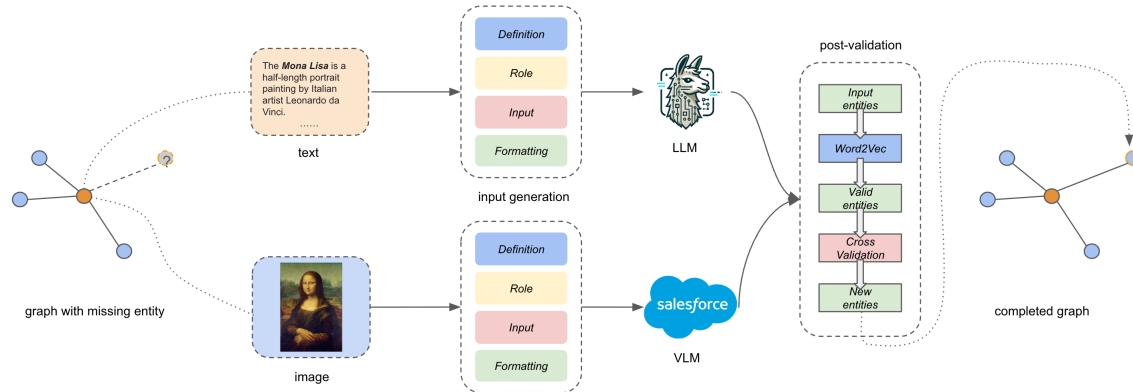 The Mona Lisa is a
half-length portrait
painting by Italian
artist Leonardo da
Vinci.
......
text
Definition
Role
Input
Formatting
input generation
LLM
post-validation
Input
entities
Word2Vec
Valid
entities
Cross
Validation
New
entities
?
graph with missing entity
image
Definition
Role
Input
Formatting
salesforce
VLM
completed graph